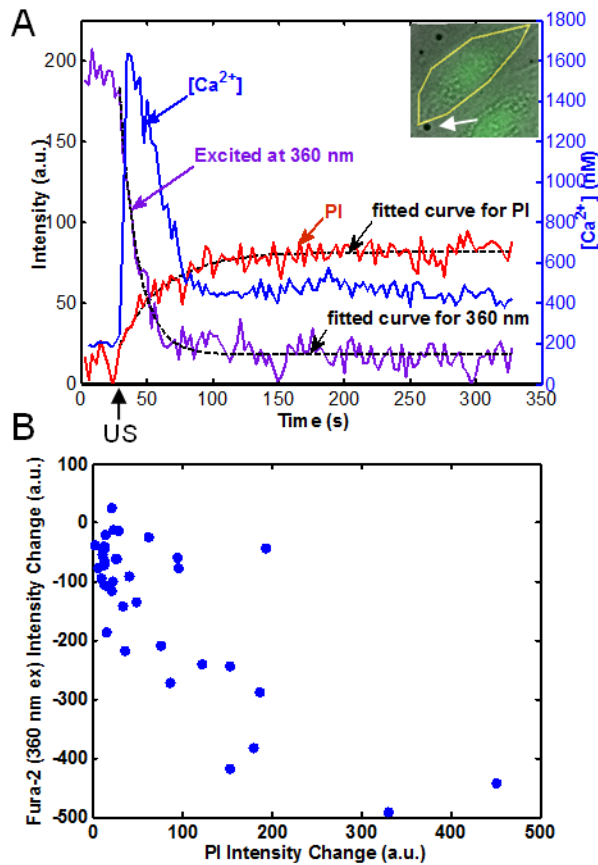 A
200
150
100
50
0
Intensity (a.u.)
[Ca2+]
Excited at 360 nm
PI
fitted curve for PI
fitted curve for 360 nm
1800
1600
1400
1200
1000
800
600
400
200
0
[Ca2+] (nM)
0 50 100 150 200 250 300 350
Time (s)
US
B
100
0
-100
-200
-300
-400
-500
Fura-2 (360 nm ex) Intensity Change (a.u.)
0 100 200 300 400 500
PI Intensity Change (a.u.)